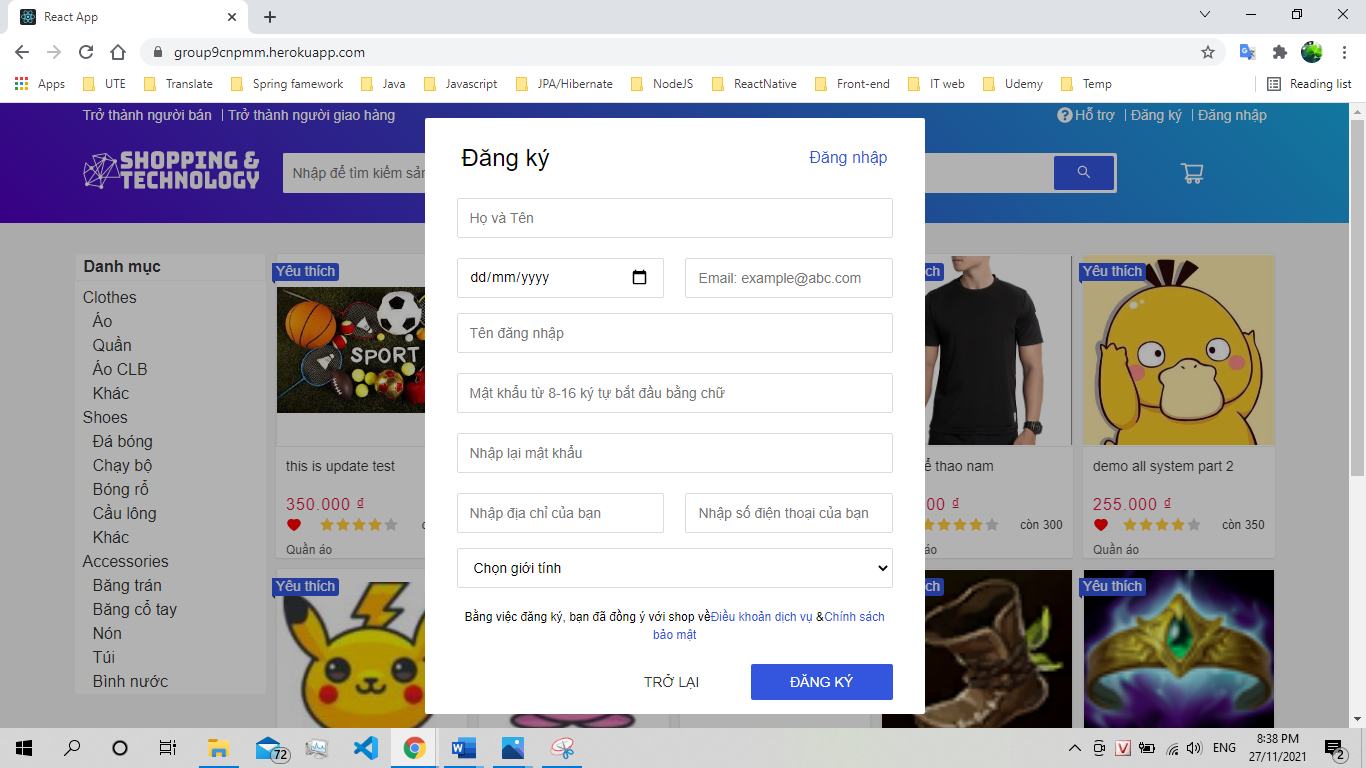 React App
group9cnpmm.herokuapp.com
Apps UTE Translate Spring famework Java Javascript JPA/Hibernate NodeJS ReactNative Front-end IT web Udemy Temp Reading list
Trở thành người bán | Trở thành người giao hàng
? Hỗ trợ | Đăng ký | Đăng nhập
SHOPPING &
TECHNOLOGY
Nhập để tìm kiếm sản
Đăng ký
Đăng nhập
Họ và Tên
dd/mm/yyyy
Email: example@abc.com
Tên đăng nhập
Mật khẩu từ 8-16 ký tự bắt đầu bằng chữ
Nhập lại mật khẩu
Nhập địa chỉ của bạn
Nhập số điện thoại của bạn
Chọn giới tính
Bằng việc đăng ký, bạn đã đồng ý với shop vềĐiều khoản dịch vụ &Chính sách
bảo mật
TRỞ LẠI
ĐĂNG KÝ
Danh mục
Clothes
Áo
Quần
Áo CLB
Khác
Shoes
Đá bóng
Chạy bộ
Bóng rổ
Cầu lông
Khác
Accessories
Băng trán
Băng cổ tay
Nón
Túi
Bình nước
Yêu thích
SPORT
this is update test
350.000 ₫
Quần áo
Yêu thích
thích
ể thao nam
00 ₫
còn 300
áo
thích
Yêu thích
demo all system part 2
255.000 ₫
còn 350
Quần áo
Yêu thích
72
V
ENG
8:38 PM
27/11/2021
2